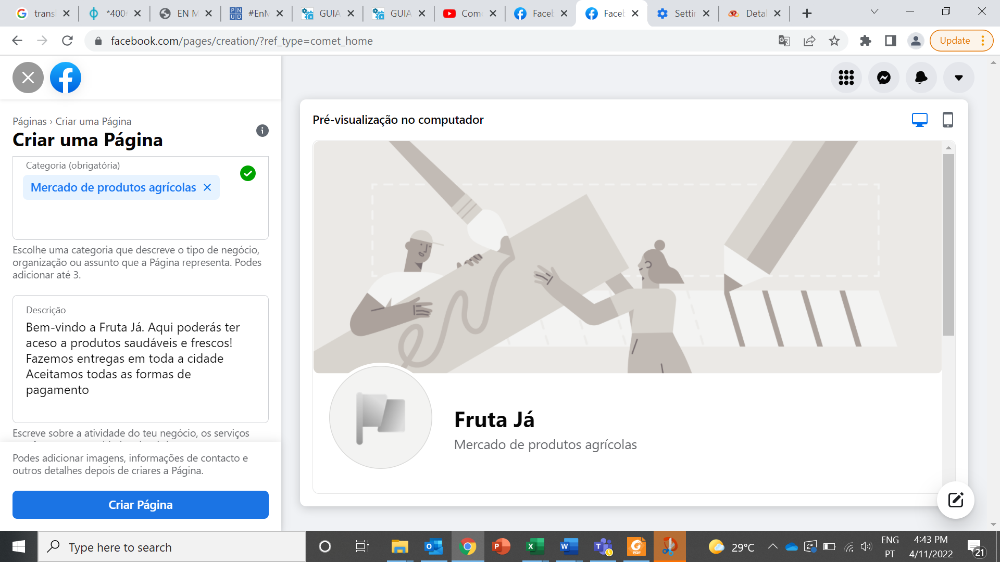 transl
*400#
EN M
#EnM
GUIA
GUIA
Como
Faceb
Faceb
Settin
Detal
facebook.com/pages/creation/?ref_type=comet_home
Update
Páginas › Criar uma Página
Criar uma Página
Categoria (obrigatória)
Mercado de produtos agrícolas
Escolhe uma categoria que descreve o tipo de negócio,
organização ou assunto que a Página representa. Podes
adicionar até 3.
Descrição
Bem-vindo a Fruta Já. Aqui poderás ter
aceso a produtos saudáveis e frescos!
Fazemos entregas em toda a cidade
Aceitamos todas as formas de
pagamento
Escreve sobre a atividade do teu negócio, os serviços
Podes adicionar imagens, informações de contacto e
outros detalhes depois de criares a Página.
Criar Página
Pré-visualização no computador
Fruta Já
Mercado de produtos agrícolas
Type here to search
29°C
ENG
PT
4:43 PM
4/11/2022
21